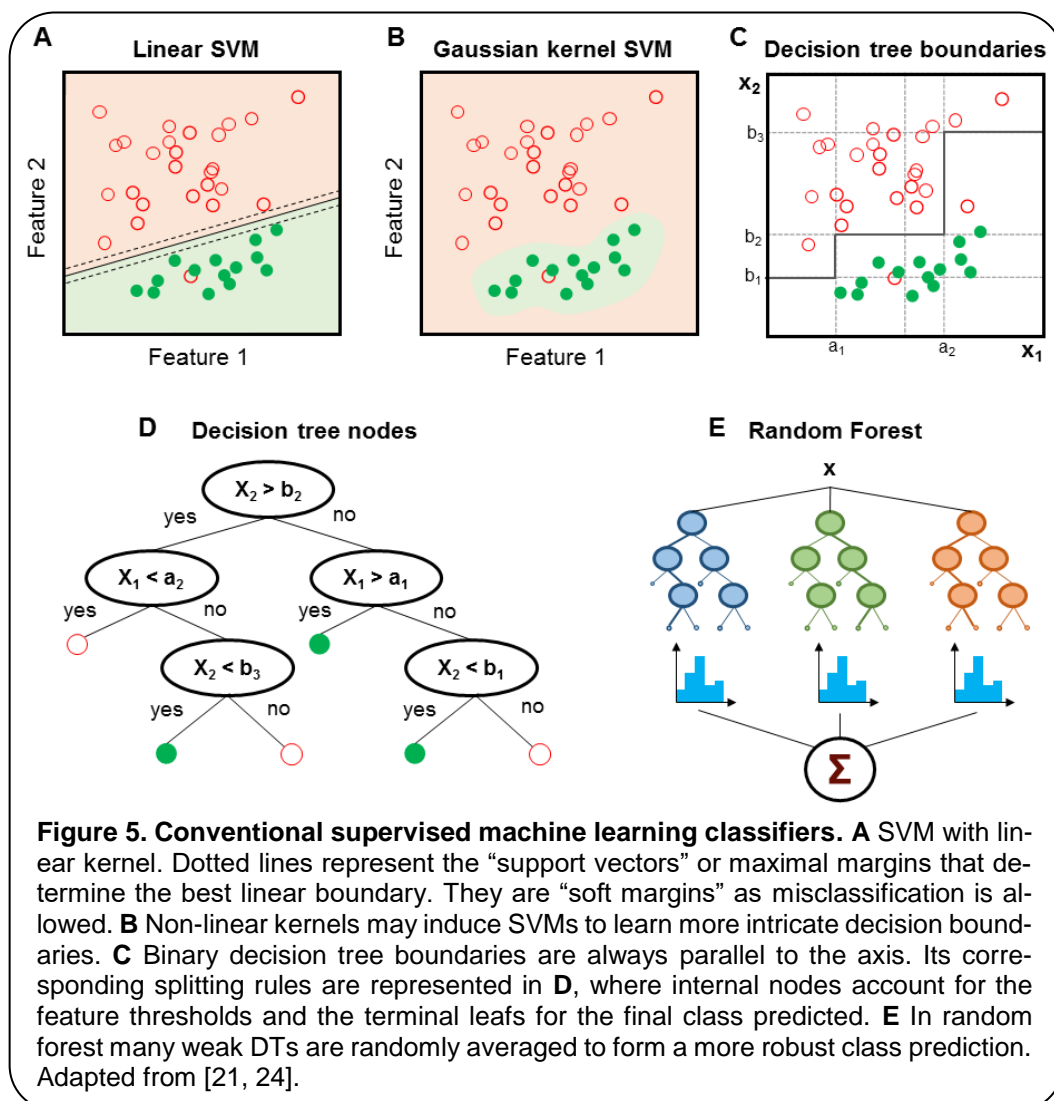 A
Linear SVM
Feature 2
Feature 1
B
Gaussian kernel SVM
Feature 2
Feature 1
C
Decision tree boundaries
x2
b3
b2
b1
a1
a2
x1
D Decision tree nodes
X2 > b2
yes
no
X1 < a2
X1 > a1
yes
no
yes
no
X2 < b3
X2 < b1
yes
no
yes
no
E Random Forest
x
Σ
Figure 5. Conventional supervised machine learning classifiers. A SVM with lin-
ear kernel. Dotted lines represent the “support vectors” or maximal margins that de-
termine the best linear boundary. They are “soft margins” as misclassification is al-
lowed. B Non-linear kernels may induce SVMs to learn more intricate decision bound-
aries. C Binary decision tree boundaries are always parallel to the axis. Its corre-
sponding splitting rules are represented in D, where internal nodes account for the
feature thresholds and the terminal leafs for the final class predicted. E In random
forest many weak DTs are randomly averaged to form a more robust class prediction.
Adapted from [21, 24].